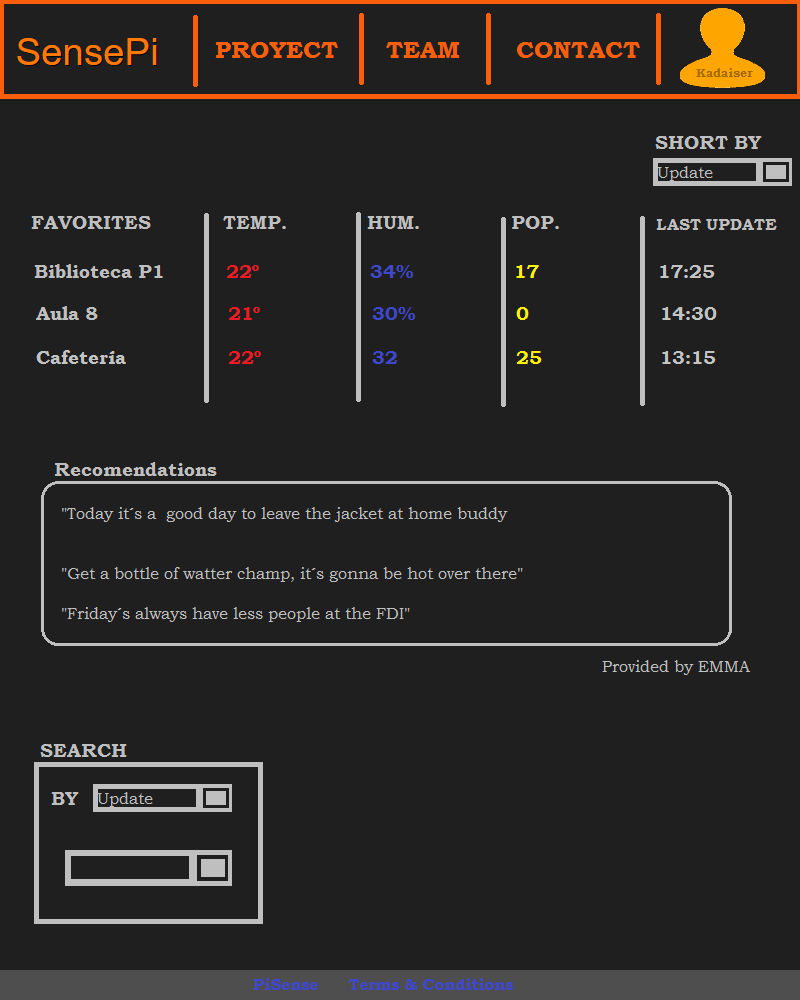 SensePi
PROYECT
TEAM
CONTACT
Kadaiser
SHORT BY
Update
FAVORITES TEMP. HUM. POP. LAST UPDATE
Biblioteca P1 22º 34% 17 17:25
Aula 8 21º 30% 0 14:30
Cafetería 22º 32 25 13:15
Recomendations
"Today it´s a  good day to leave the jacket at home buddy
"Get a bottle of watter champ, it´s gonna be hot over there"
"Friday´s always have less people at the FDI"
Provided by EMMA
SEARCH
BY Update
PiSense Terms & Conditions